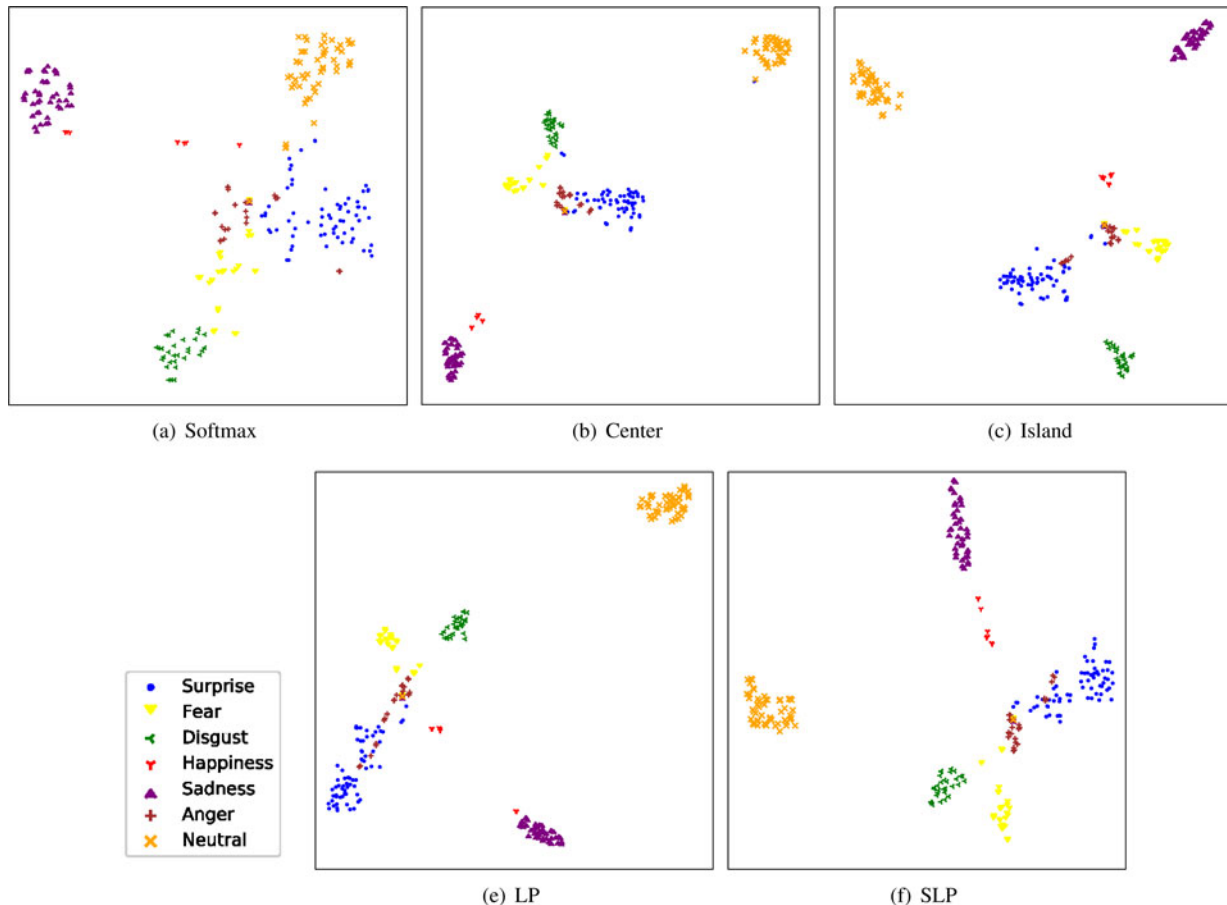 (a) Softmax
(b) Center
(c) Island
Surprise
Fear
Disgust
Happiness
Sadness
Anger
Neutral
(e) LP
(f) SLP